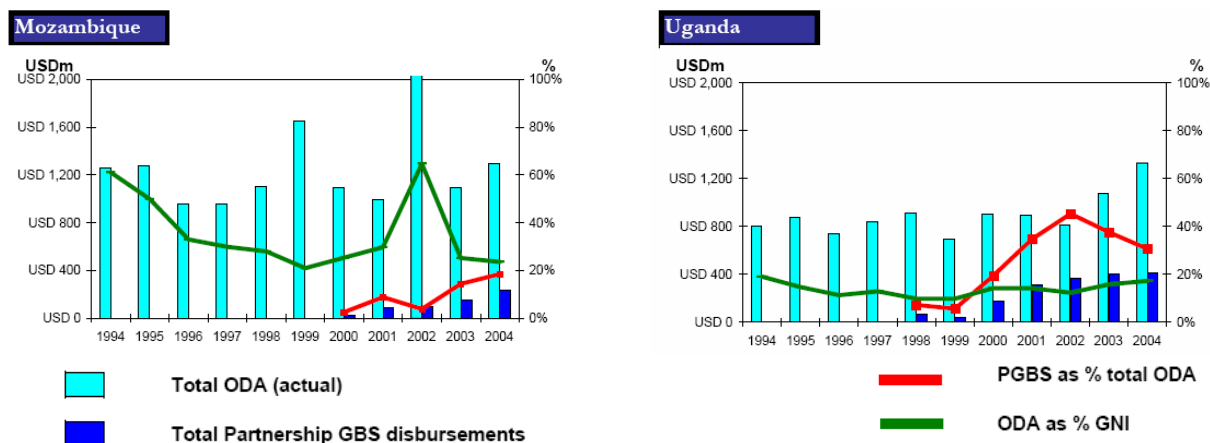 Mozambique
USDm %
USD 2,000 100%
USD 1,600 80%
USD 1,200 60%
USD 800 40%
USD 400 20%
USD 0 0%
1994 1995 1996 1997 1998 1999 2000 2001 2002 2003 2004
Total ODA (actual)
Total Partnership GBS disbursements
Uganda
USDm %
USD 2,000 100%
USD 1,600 80%
USD 1,200 60%
USD 800 40%
USD 400 20%
USD 0 0%
1994 1995 1996 1997 1998 1999 2000 2001 2002 2003 2004
PGBS as % total ODA
ODA as % GNI